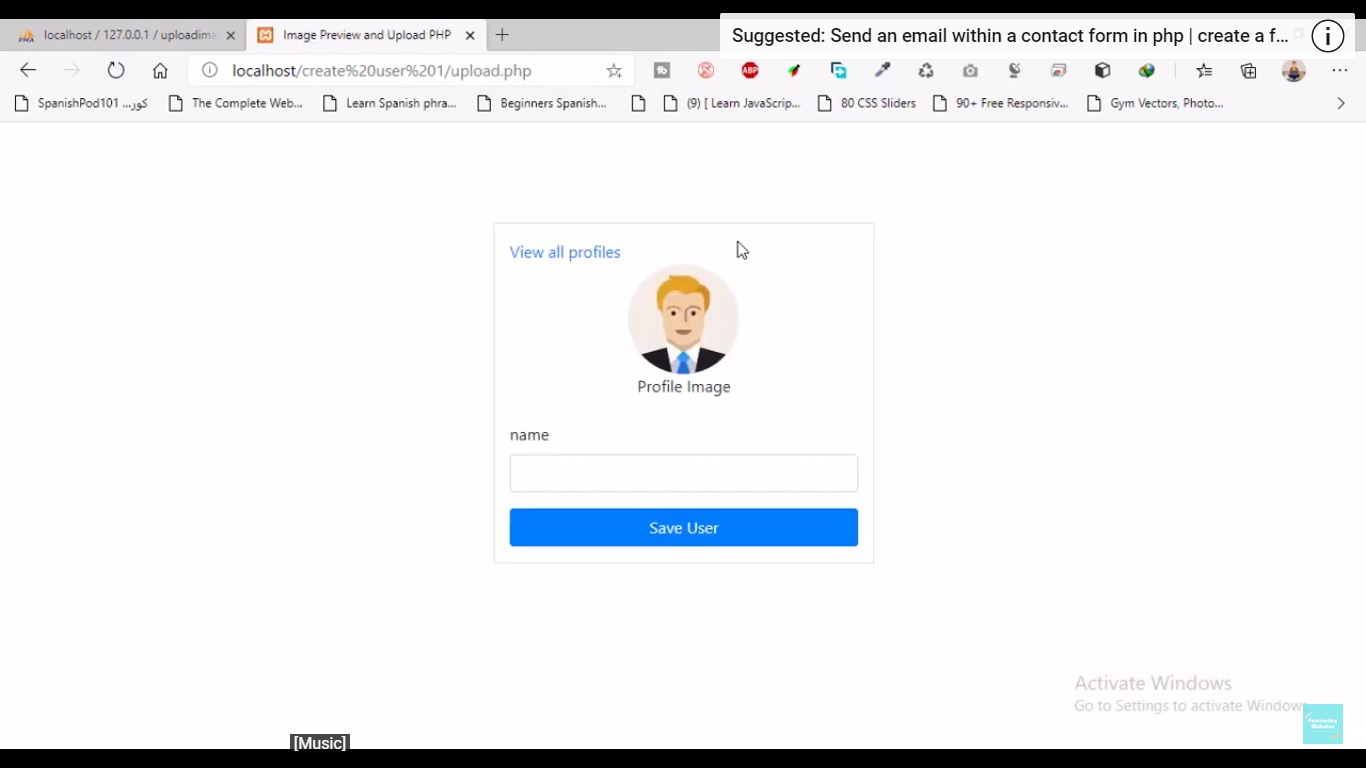 localhost / 127.0.0.1 / uploadima
Image Preview and Upload PHP
Suggested: Send an email within a contact form in php | create a f...
localhost/create%20user%201/upload.php
SpanishPod101 ...كور
The Complete Web...
Learn Spanish phra...
Beginners Spanish...
(9) [ Learn JavaScrip...
80 CSS Sliders
90+ Free Responsiv...
Gym Vectors, Photo...
View all profiles
Profile Image
name
Save User
Activate Windows
Go to Settings to activate Windows
[Music]